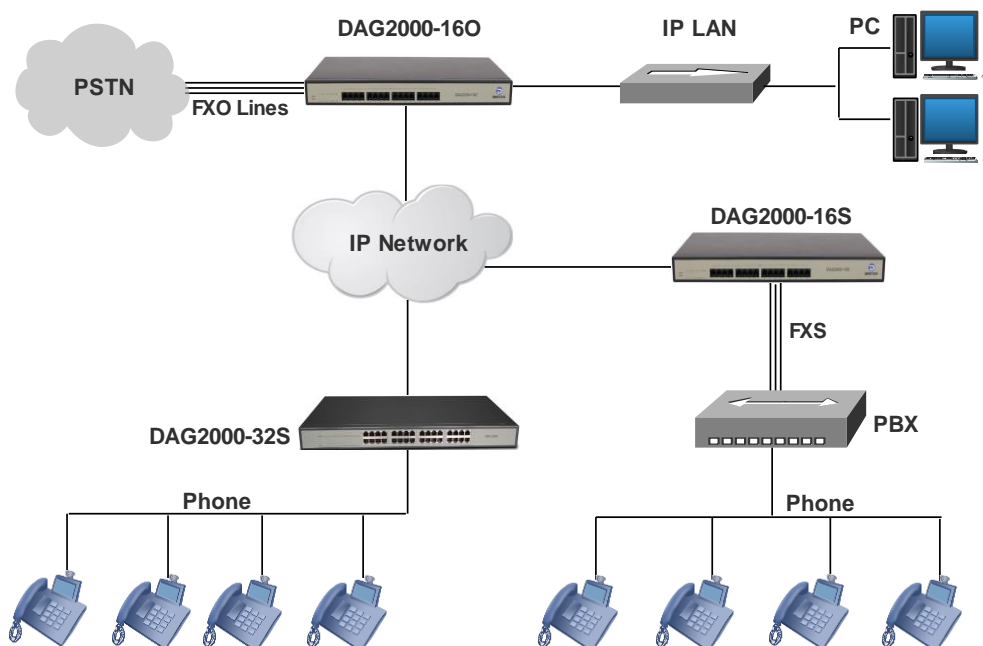 DAG2000-16O
IP LAN
PC
PSTN
FXO Lines
IP Network
DAG2000-16S
FXS
DAG2000-32S
PBX
Phone
Phone